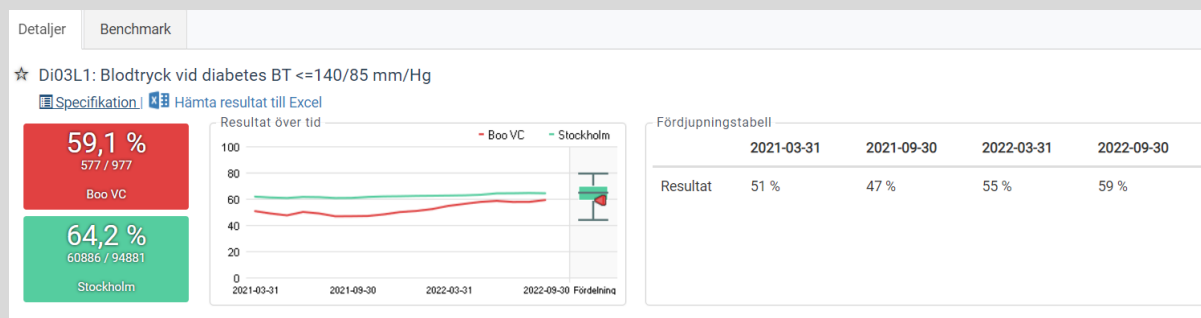 Detaljer Benchmark
☆ Di03L1: Blodtryck vid diabetes BT <=140/85 mm/Hg
Specifikation | Hämta resultat till Excel
59,1 %
577 / 977
Boo VC
64,2 %
60886 / 94881
Stockholm
Resultat över tid
Boo VC Stockholm
100
80
60
40
20
0
2021-03-31 2021-09-30 2022-03-31 2022-09-30 Fördelning
Fördjupningstabell
2021-03-31 2021-09-30 2022-03-31 2022-09-30
Resultat 51 % 47 % 55 % 59 %